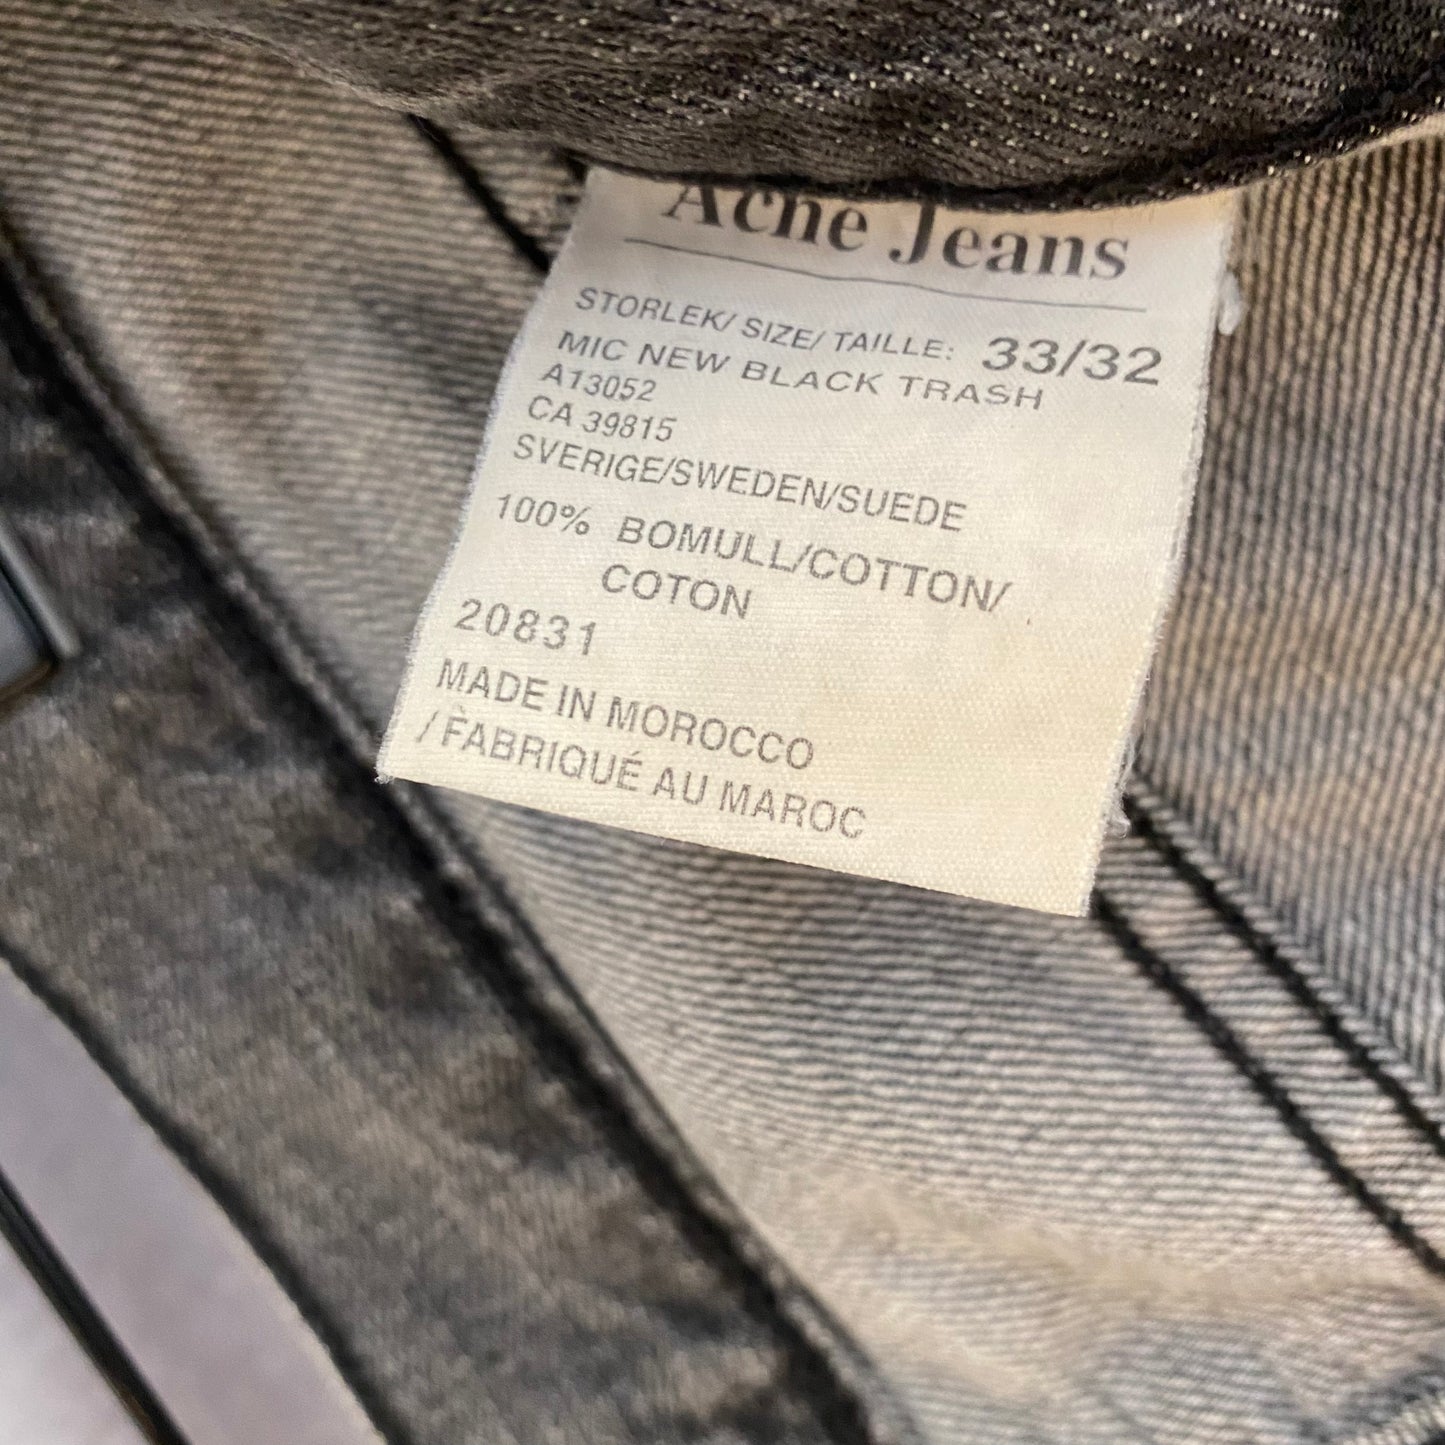 Acne Jeans
STORLEK/ SIZE/ TAILLE: 33/32
MIC NEW BLACK TRASH
A13052
CA 39815
SVERIGE/SWEDEN/SUEDE
100% BOMULL/COTTON/
COTON
20831
MADE IN MOROCCO
/ FABRIQUÉ AU MAROC